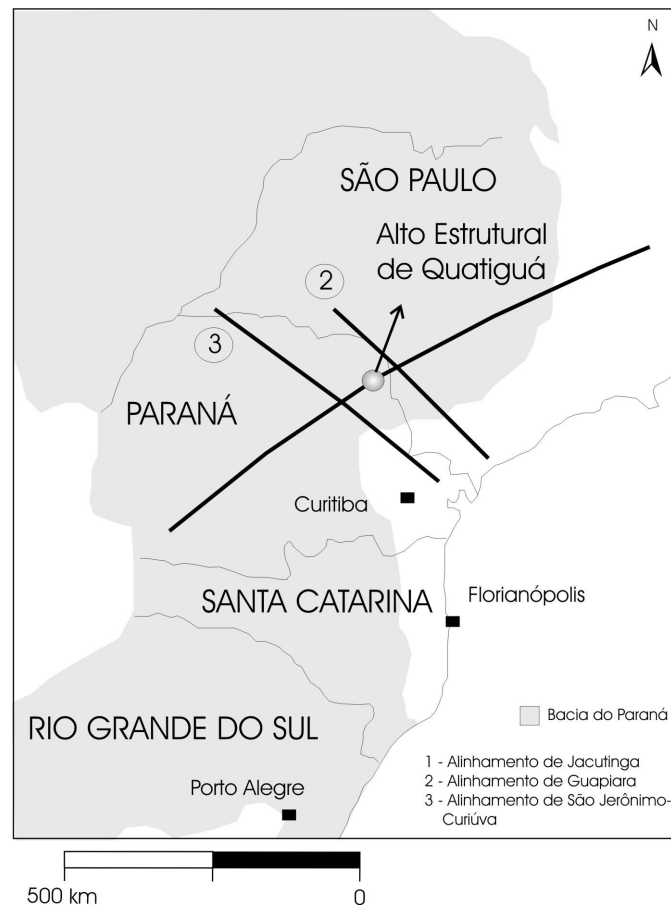 N
SÃO PAULO
Alto Estrutural
de Quatiguá
2
3
PARANÁ
Curitiba
SANTA CATARINA
Florianópolis
RIO GRANDE DO SUL
Bacia do Paraná
1 - Alinhamento de Jacutinga
2 - Alinhamento de Guapiara
3 - Alinhamento de São Jerônimo-
Curiúva
Porto Alegre
500 km
0